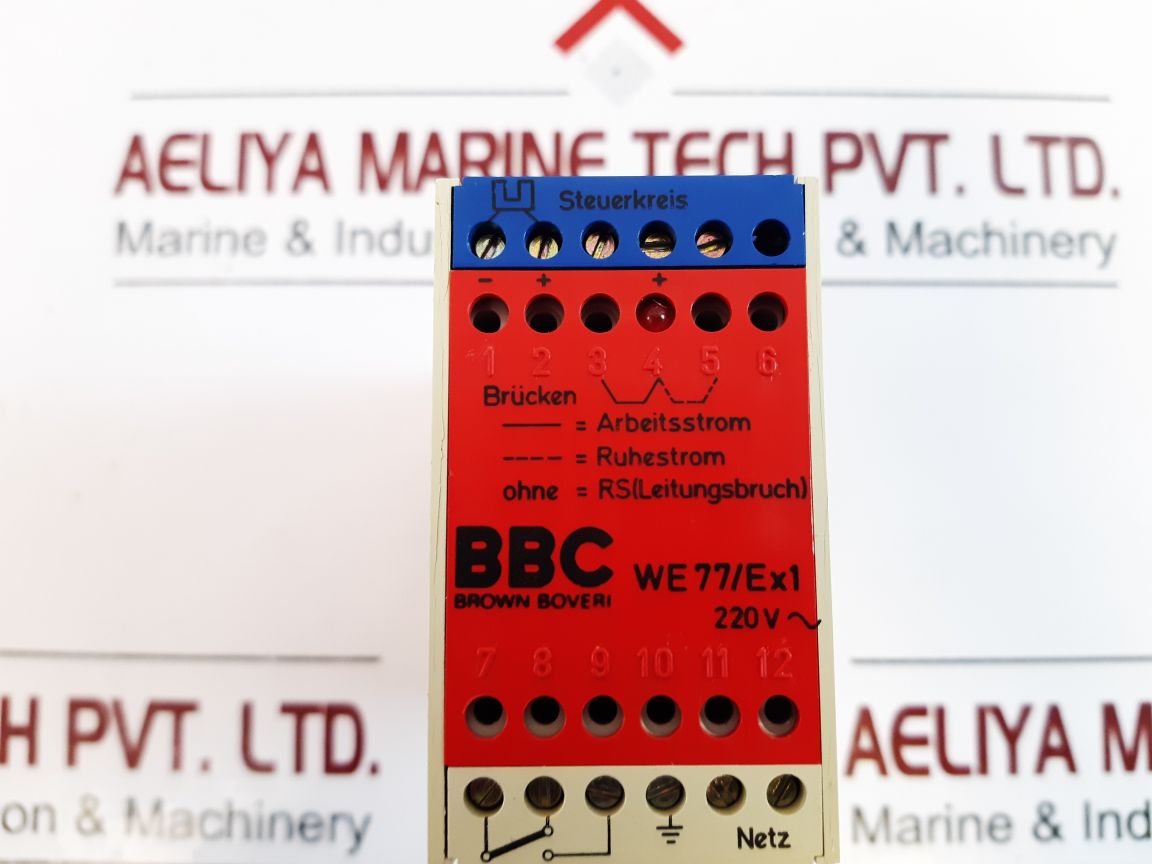 AELIYA MARINE TECH PVT. LTD.
Marine & Indu & Machinery
Steuerkreis
- + +
1 2 3 4 5 6
Brücken
= Arbeitsstrom
= Ruhestrom
ohne = RS(Leitungsbruch)
BBC WE 77/Ex1
BROWN BOVERI
220 V ~
7 8 9 10 11 12
H PVT. LTD.
on & Machinery
AELIYA M
Marine & Ind
Netz